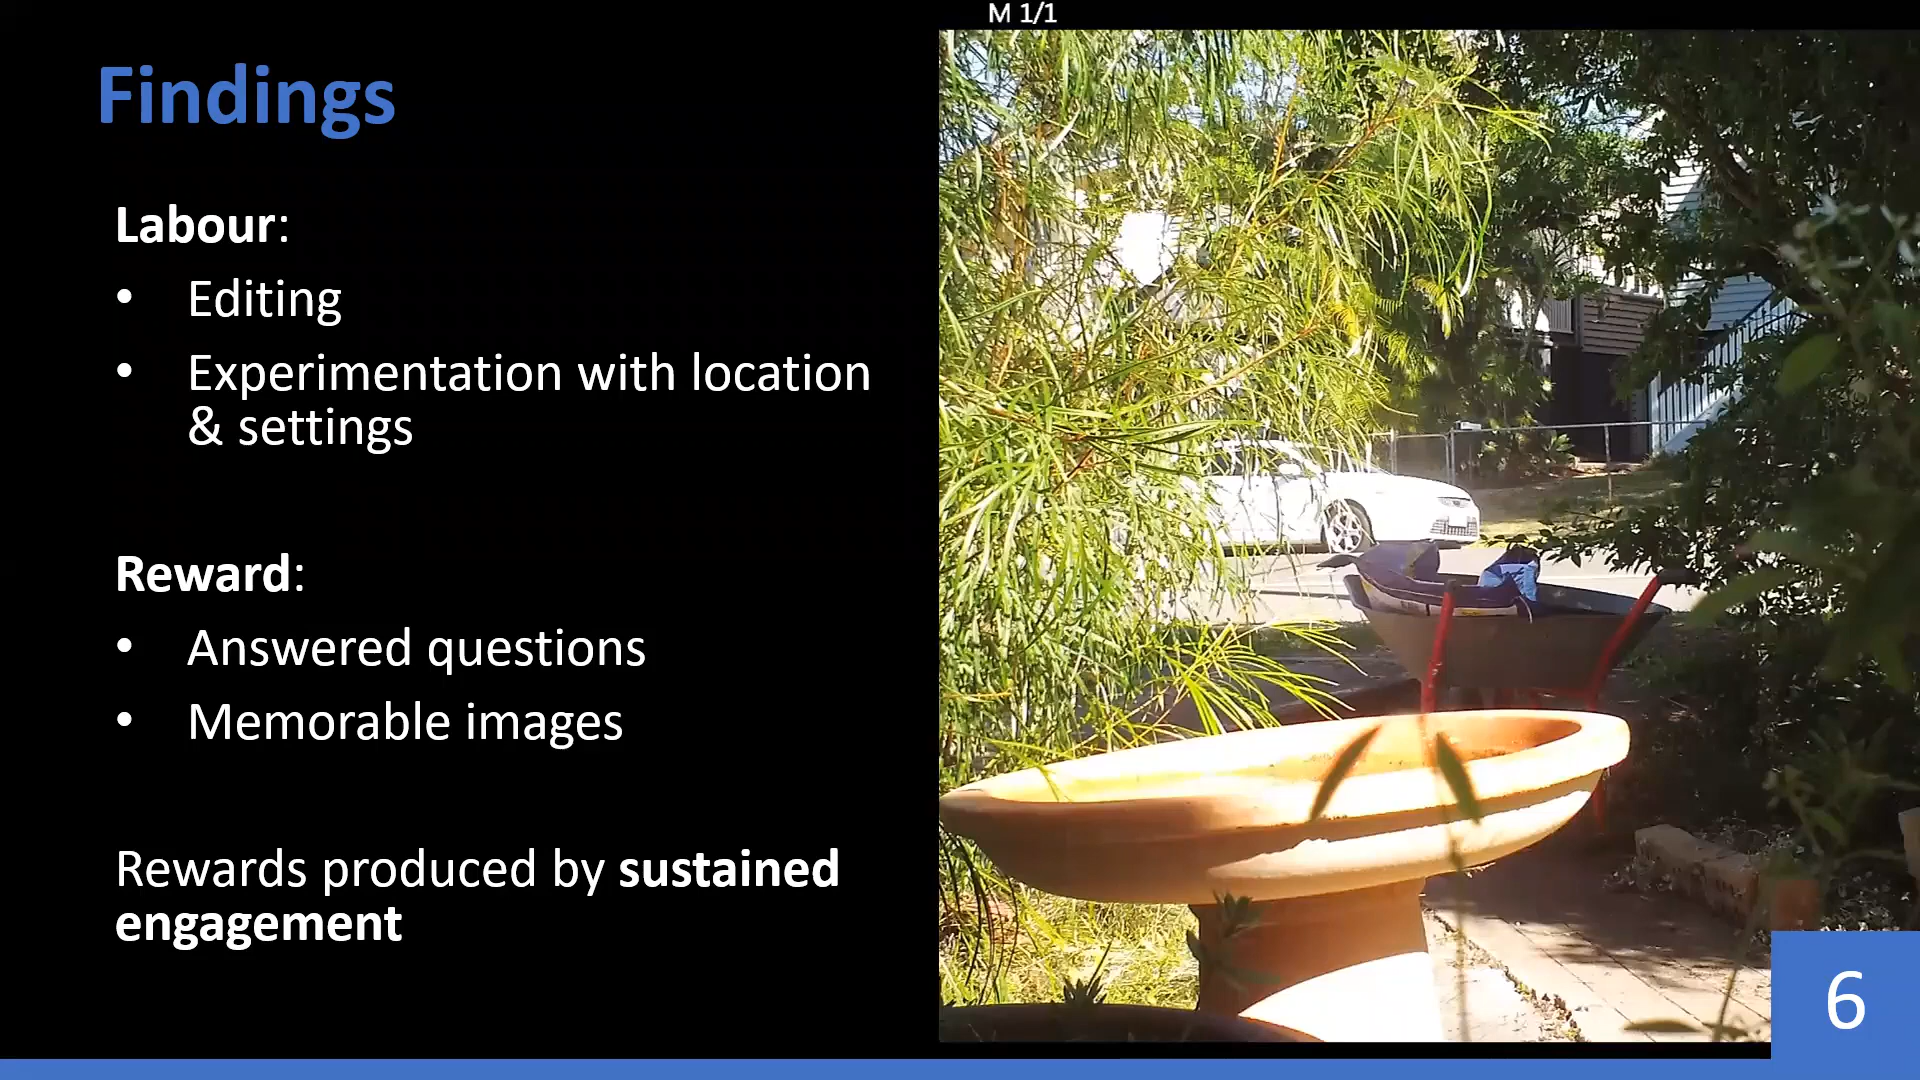 M 1/1
Findings
Labour:
• Editing
• Experimentation with location
& settings
Reward:
• Answered questions
• Memorable images
Rewards produced by sustained
engagement
6